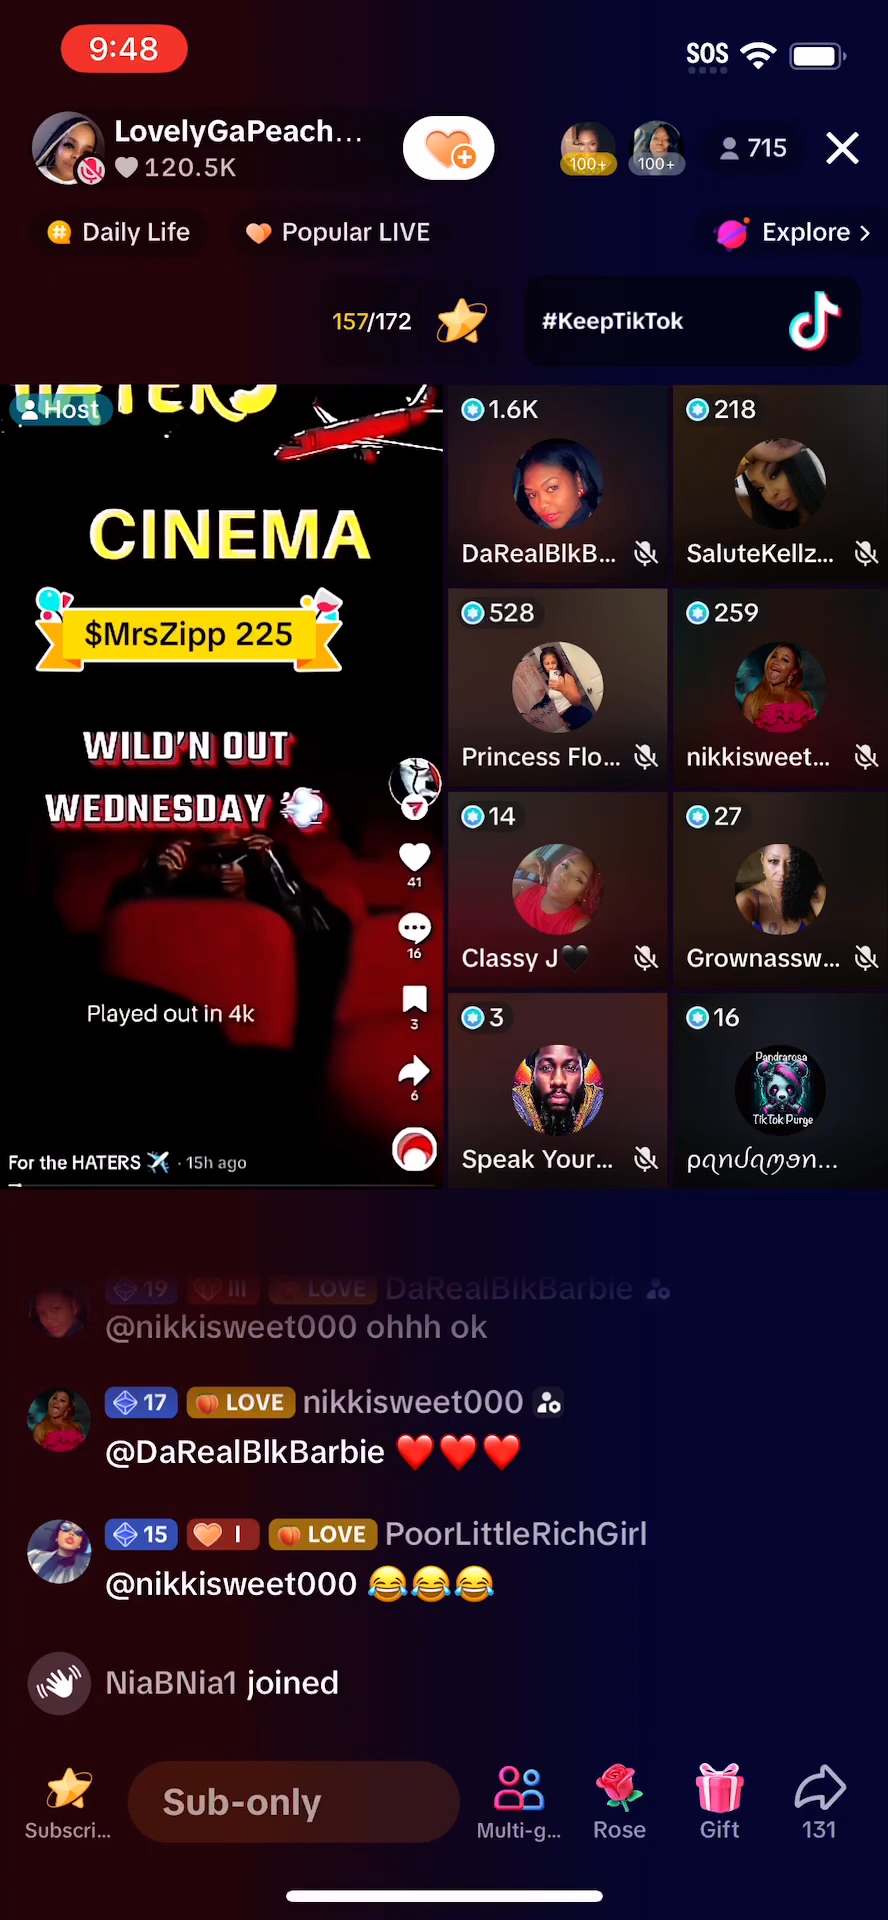 9:48
SOS
LovelyGaPeach...
120.5K
100+
100+
715
Daily Life
Popular LIVE
Explore >
157/172
#KeepTikTok
Host
CINEMA
$MrsZipp 225
WILD'N OUT
WEDNESDAY
41
16
3
6
Played out in 4k
For the HATERS ✈️ · 15h ago
1.6K
DaRealBlkB...
218
SaluteKellz...
528
Princess Flo...
259
nikkisweet...
14
Classy J🖤
27
Grownassw...
3
Speak Your...
16
Pandrarosa
TikTok Purge
19 III LOVE DaRealBlkBarbie
@nikkisweet000 ohhh ok
17 LOVE nikkisweet000
@DaRealBlkBarbie ❤️❤️❤️
15 I LOVE PoorLittleRichGirl
@nikkisweet000 😂😂😂
NiaBNia1 joined
Subscri...
Sub-only
Multi-g...
Rose
Gift
131